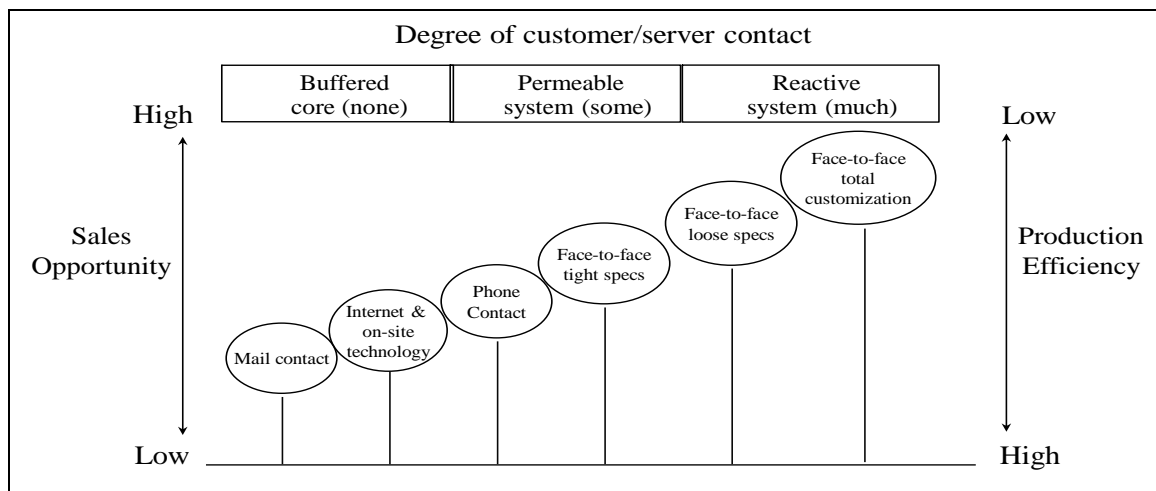 Degree of customer/server contact
Buffered
core (none)
Permeable
system (some)
Reactive
system (much)
High
Low
Face-to-face
total
customization
Face-to-face
loose specs
Sales
Opportunity
Face-to-face
tight specs
Production
Efficiency
Phone
Contact
Internet &
on-site
technology
Mail contact
Low
High